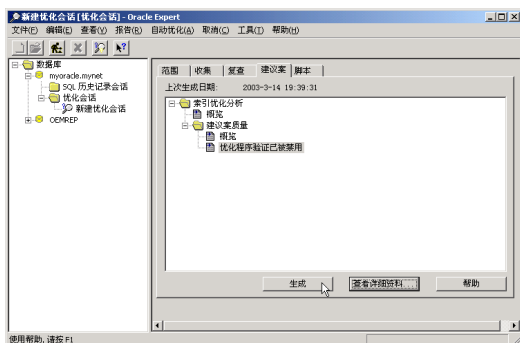 新建优化会话[优化会话] - Oracle Expert
文件(F) 编辑(E) 查看(V) 报告(R) 自动优化(A) 取消(C) 工具(T) 帮助(H)
数据库
myoracle.mynet
SQL 历史记录会话
优化会话
新建优化会话
OEMREP
范围 收集 复查 建议案 脚本
上次生成日期: 2003-3-14 19:39:31
索引优化分析
概览
建议案质量
概览
优化程序验证已被禁用
生成 查看详细资料... 帮助
使用帮助, 请按 F1